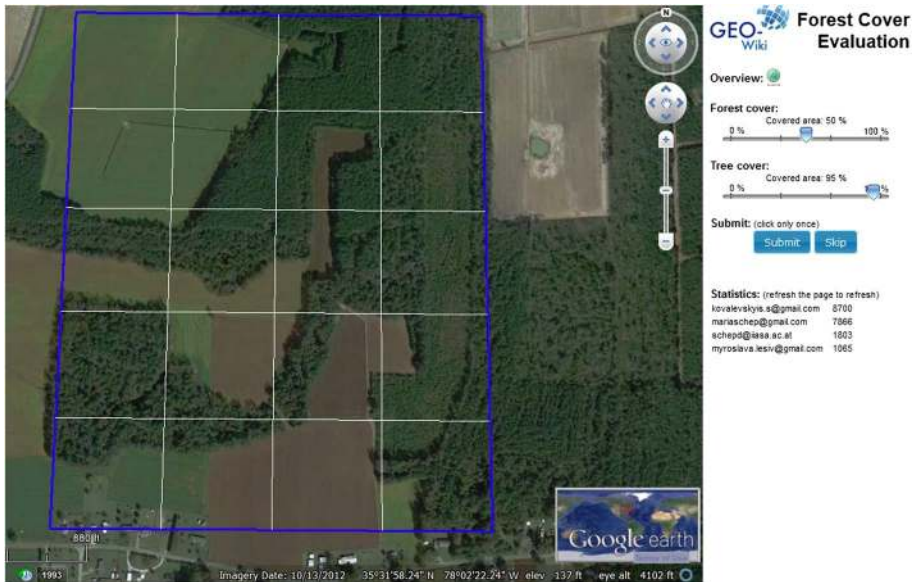 N
GEO-
Wiki
Forest Cover
Evaluation
Overview:
Forest cover:
Covered area: 50 %
0 % 100 %
Tree cover:
Covered area: 95 %
0 % %
Submit: (click only once)
Submit Skip
Statistics: (refresh the page to refresh)
kovalevskyis.s@gmail.com 8700
mariaschep@gmail.com 7866
schepd@iiasa.ac.at 1803
myroslava.lesiv@gmail.com 1065
Google earth
880 ft
1993 Imagery Date: 10/13/2012 35°31'58.24" N 78°02'22.24" W elev 137 ft eye alt 4102 ft